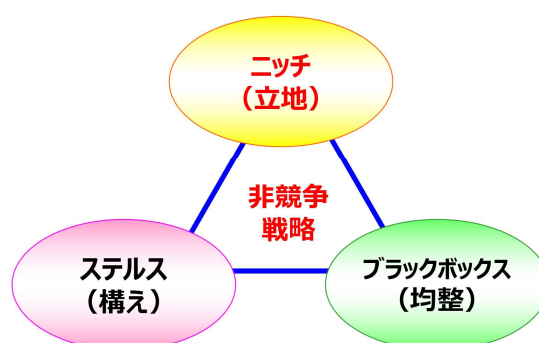 ニッチ
（立地）
非競争
戦略
ステルス
（構え）
ブラックボックス
（均整）